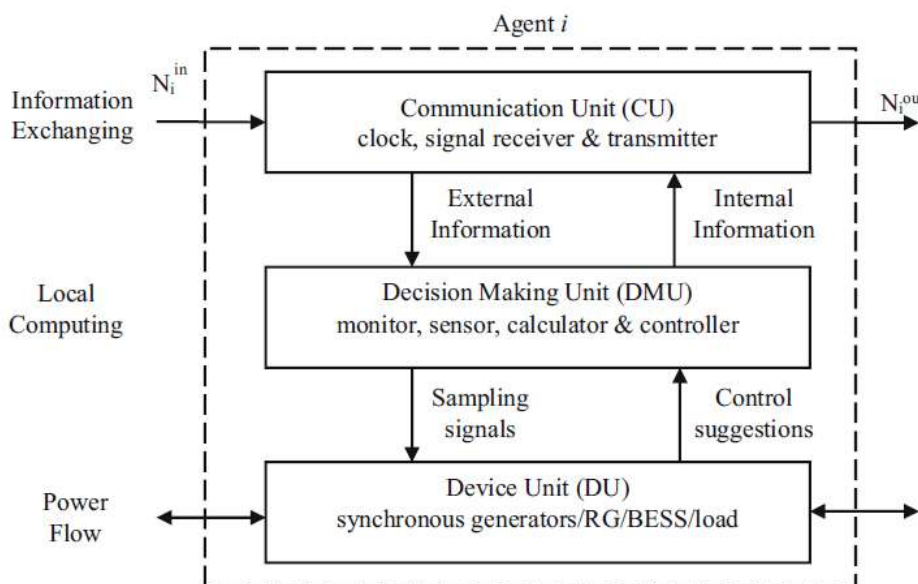 Agent i
Information
Exchanging
N_i^in
Communication Unit (CU)
clock, signal receiver & transmitter
N_i^ou
External
Information
Internal
Information
Local
Computing
Decision Making Unit (DMU)
monitor, sensor, calculator & controller
Sampling
signals
Control
suggestions
Power
Flow
Device Unit (DU)
synchronous generators/RG/BESS/load